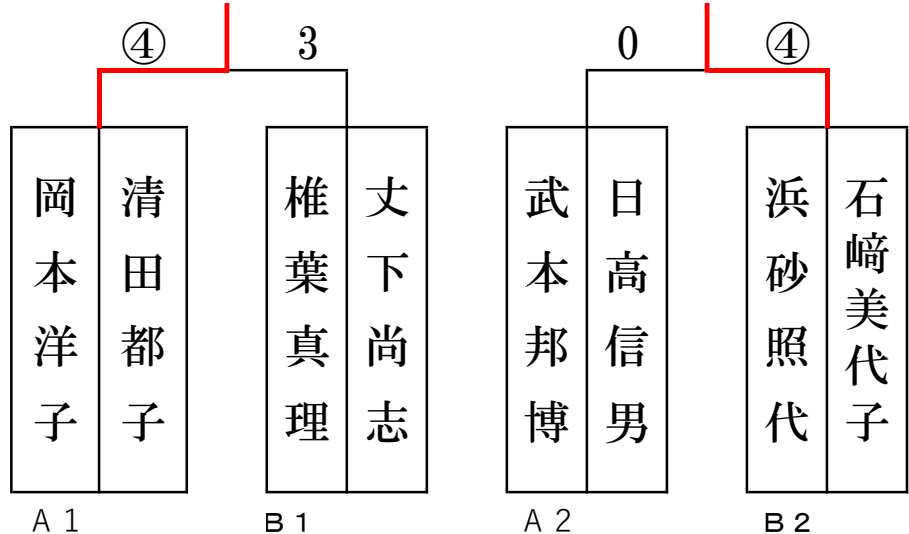 ④ 3 0 ④
岡本洋子
清田都子
椎葉真理
丈下尚志
武本邦博
日高信男
浜砂照代
石﨑美代子
A1 B1 A2 B2